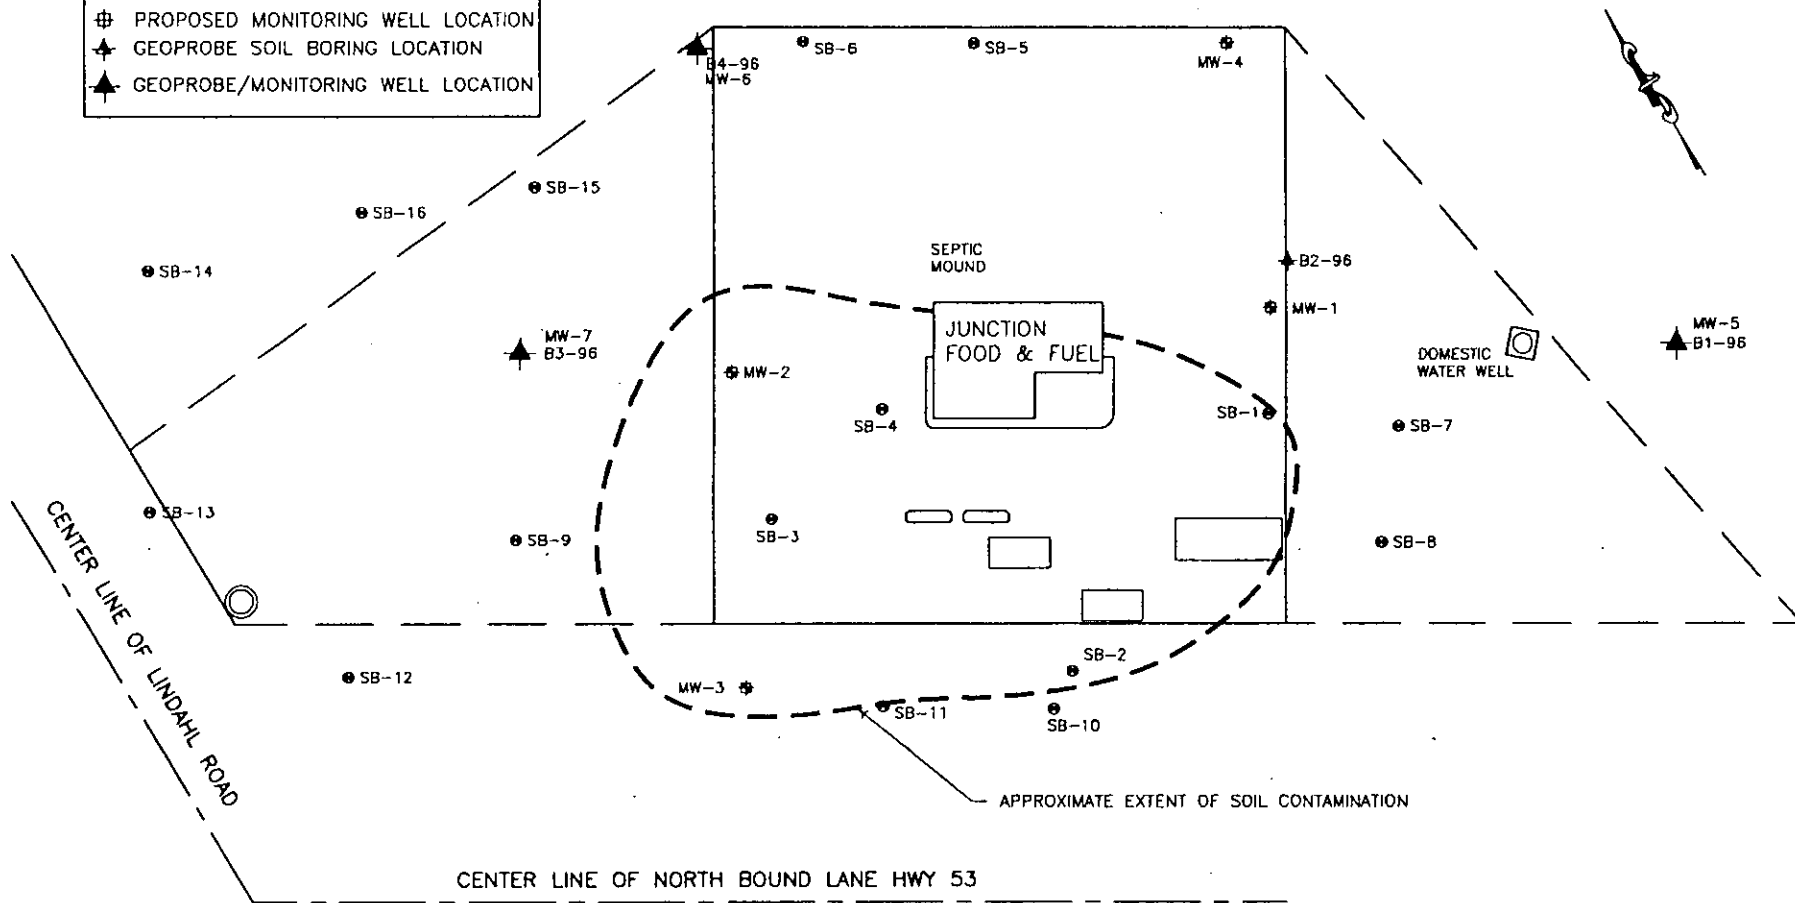 PROPOSED MONITORING WELL LOCATION
GEOPROBE SOIL BORING LOCATION
GEOPROBE/MONITORING WELL LOCATION
B4-96
MW-6
SB-6
SB-5
MW-4
SB-15
SB-16
SB-14
SEPTIC
MOUND
B2-96
MW-1
MW-7
B3-96
JUNCTION
FOOD & FUEL
MW-2
DOMESTIC
WATER WELL
MW-5
B1-96
SB-4
SB-1
SB-7
SB-13
SB-9
SB-3
SB-8
CENTER LINE OF LINDAHL ROAD
SB-12
MW-3
SB-2
SB-11
SB-10
APPROXIMATE EXTENT OF SOIL CONTAMINATION
CENTER LINE OF NORTH BOUND LANE HWY 53